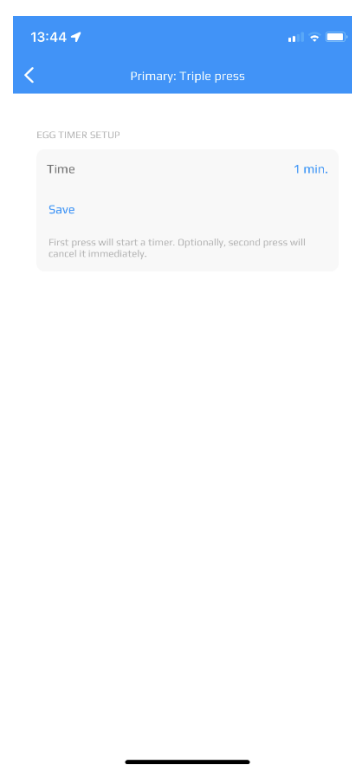 13:44
Primary: Triple press
EGG TIMER SETUP
Time 1 min.
Save
First press will start a timer. Optionally, second press will
cancel it immediately.